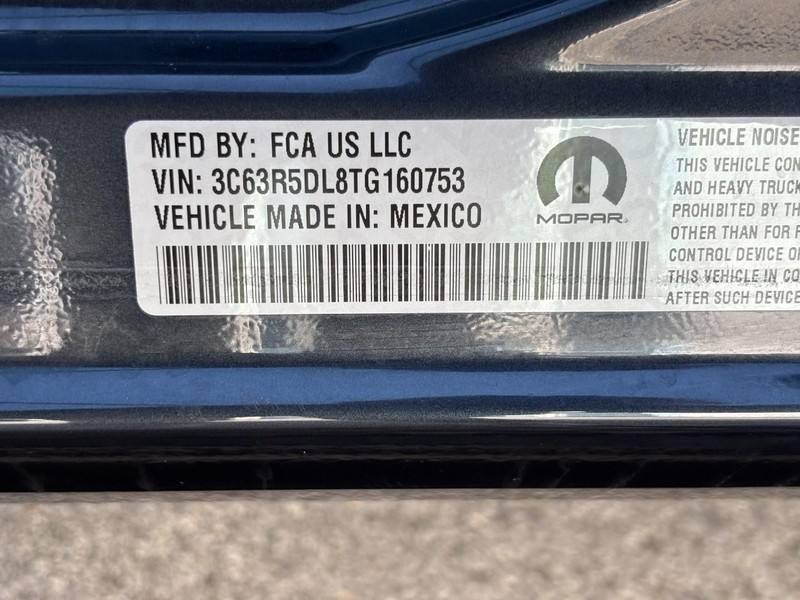 MFD BY: FCA US LLC
VIN: 3C63R5DL8TG160753
VEHICLE MADE IN: MEXICO
MOPAR
VEHICLE NOISE
THIS VEHICLE CON
AND HEAVY TRUCK
PROHIBITED BY TH
OTHER THAN FOR
CONTROL DEVICE O
THIS VEHICLE IN CO
AFTER SUCH DEVICE